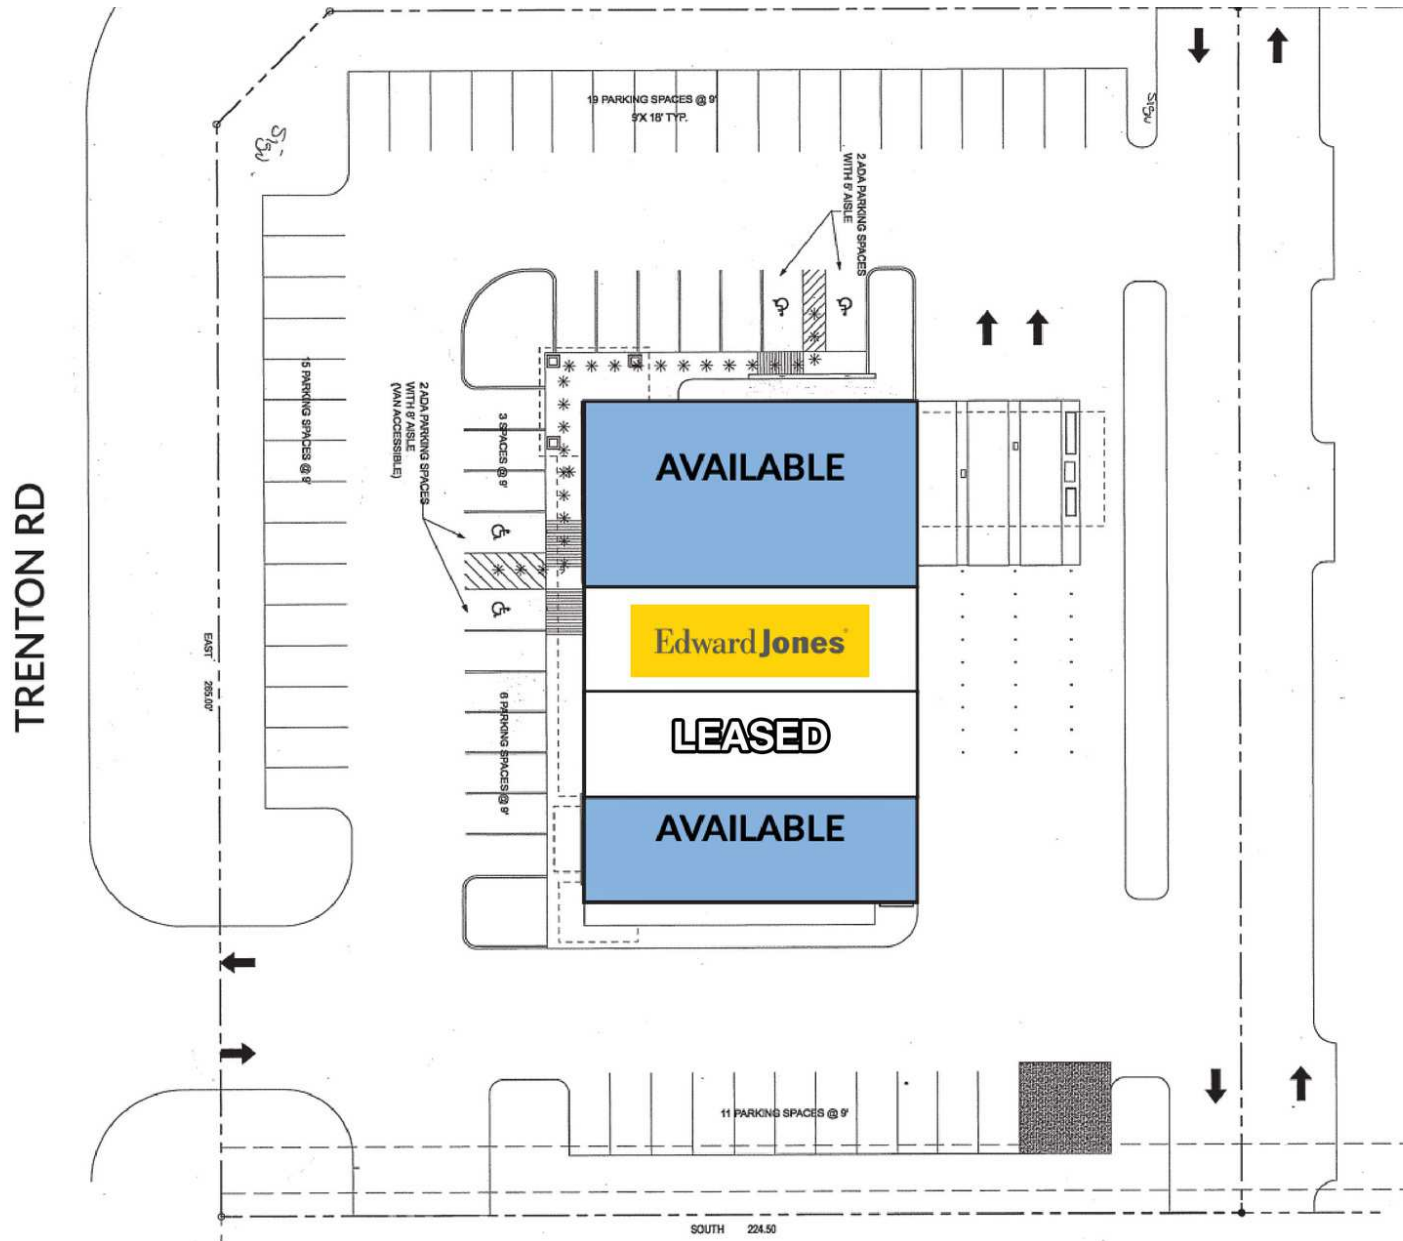 19 PARKING SPACES @ 9'
9'X 18' TYP.
SIGN
SIGN
2 ADA PARKING SPACES
WITH 5' AISLE
15 PARKING SPACES @ 9'
2 ADA PARKING SPACES
WITH 8' AISLE
(VAN ACCESSIBLE)
3 SPACES @ 9'
AVAILABLE
TRENTON RD
EAST 265.00'
Edward Jones
6 PARKING SPACES @ 9'
LEASED
AVAILABLE
11 PARKING SPACES @ 9'
SOUTH 224.50